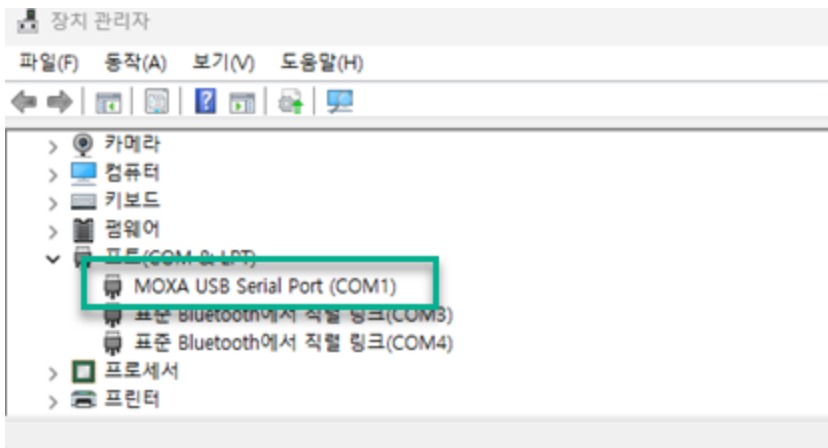 장치 관리자
파일(F) 동작(A) 보기(V) 도움말(H)
카메라
컴퓨터
키보드
펌웨어
포트(COM & LPT)
MOXA USB Serial Port (COM1)
표준 Bluetooth에서 직렬 링크(COM3)
표준 Bluetooth에서 직렬 링크(COM4)
프로세서
프린터